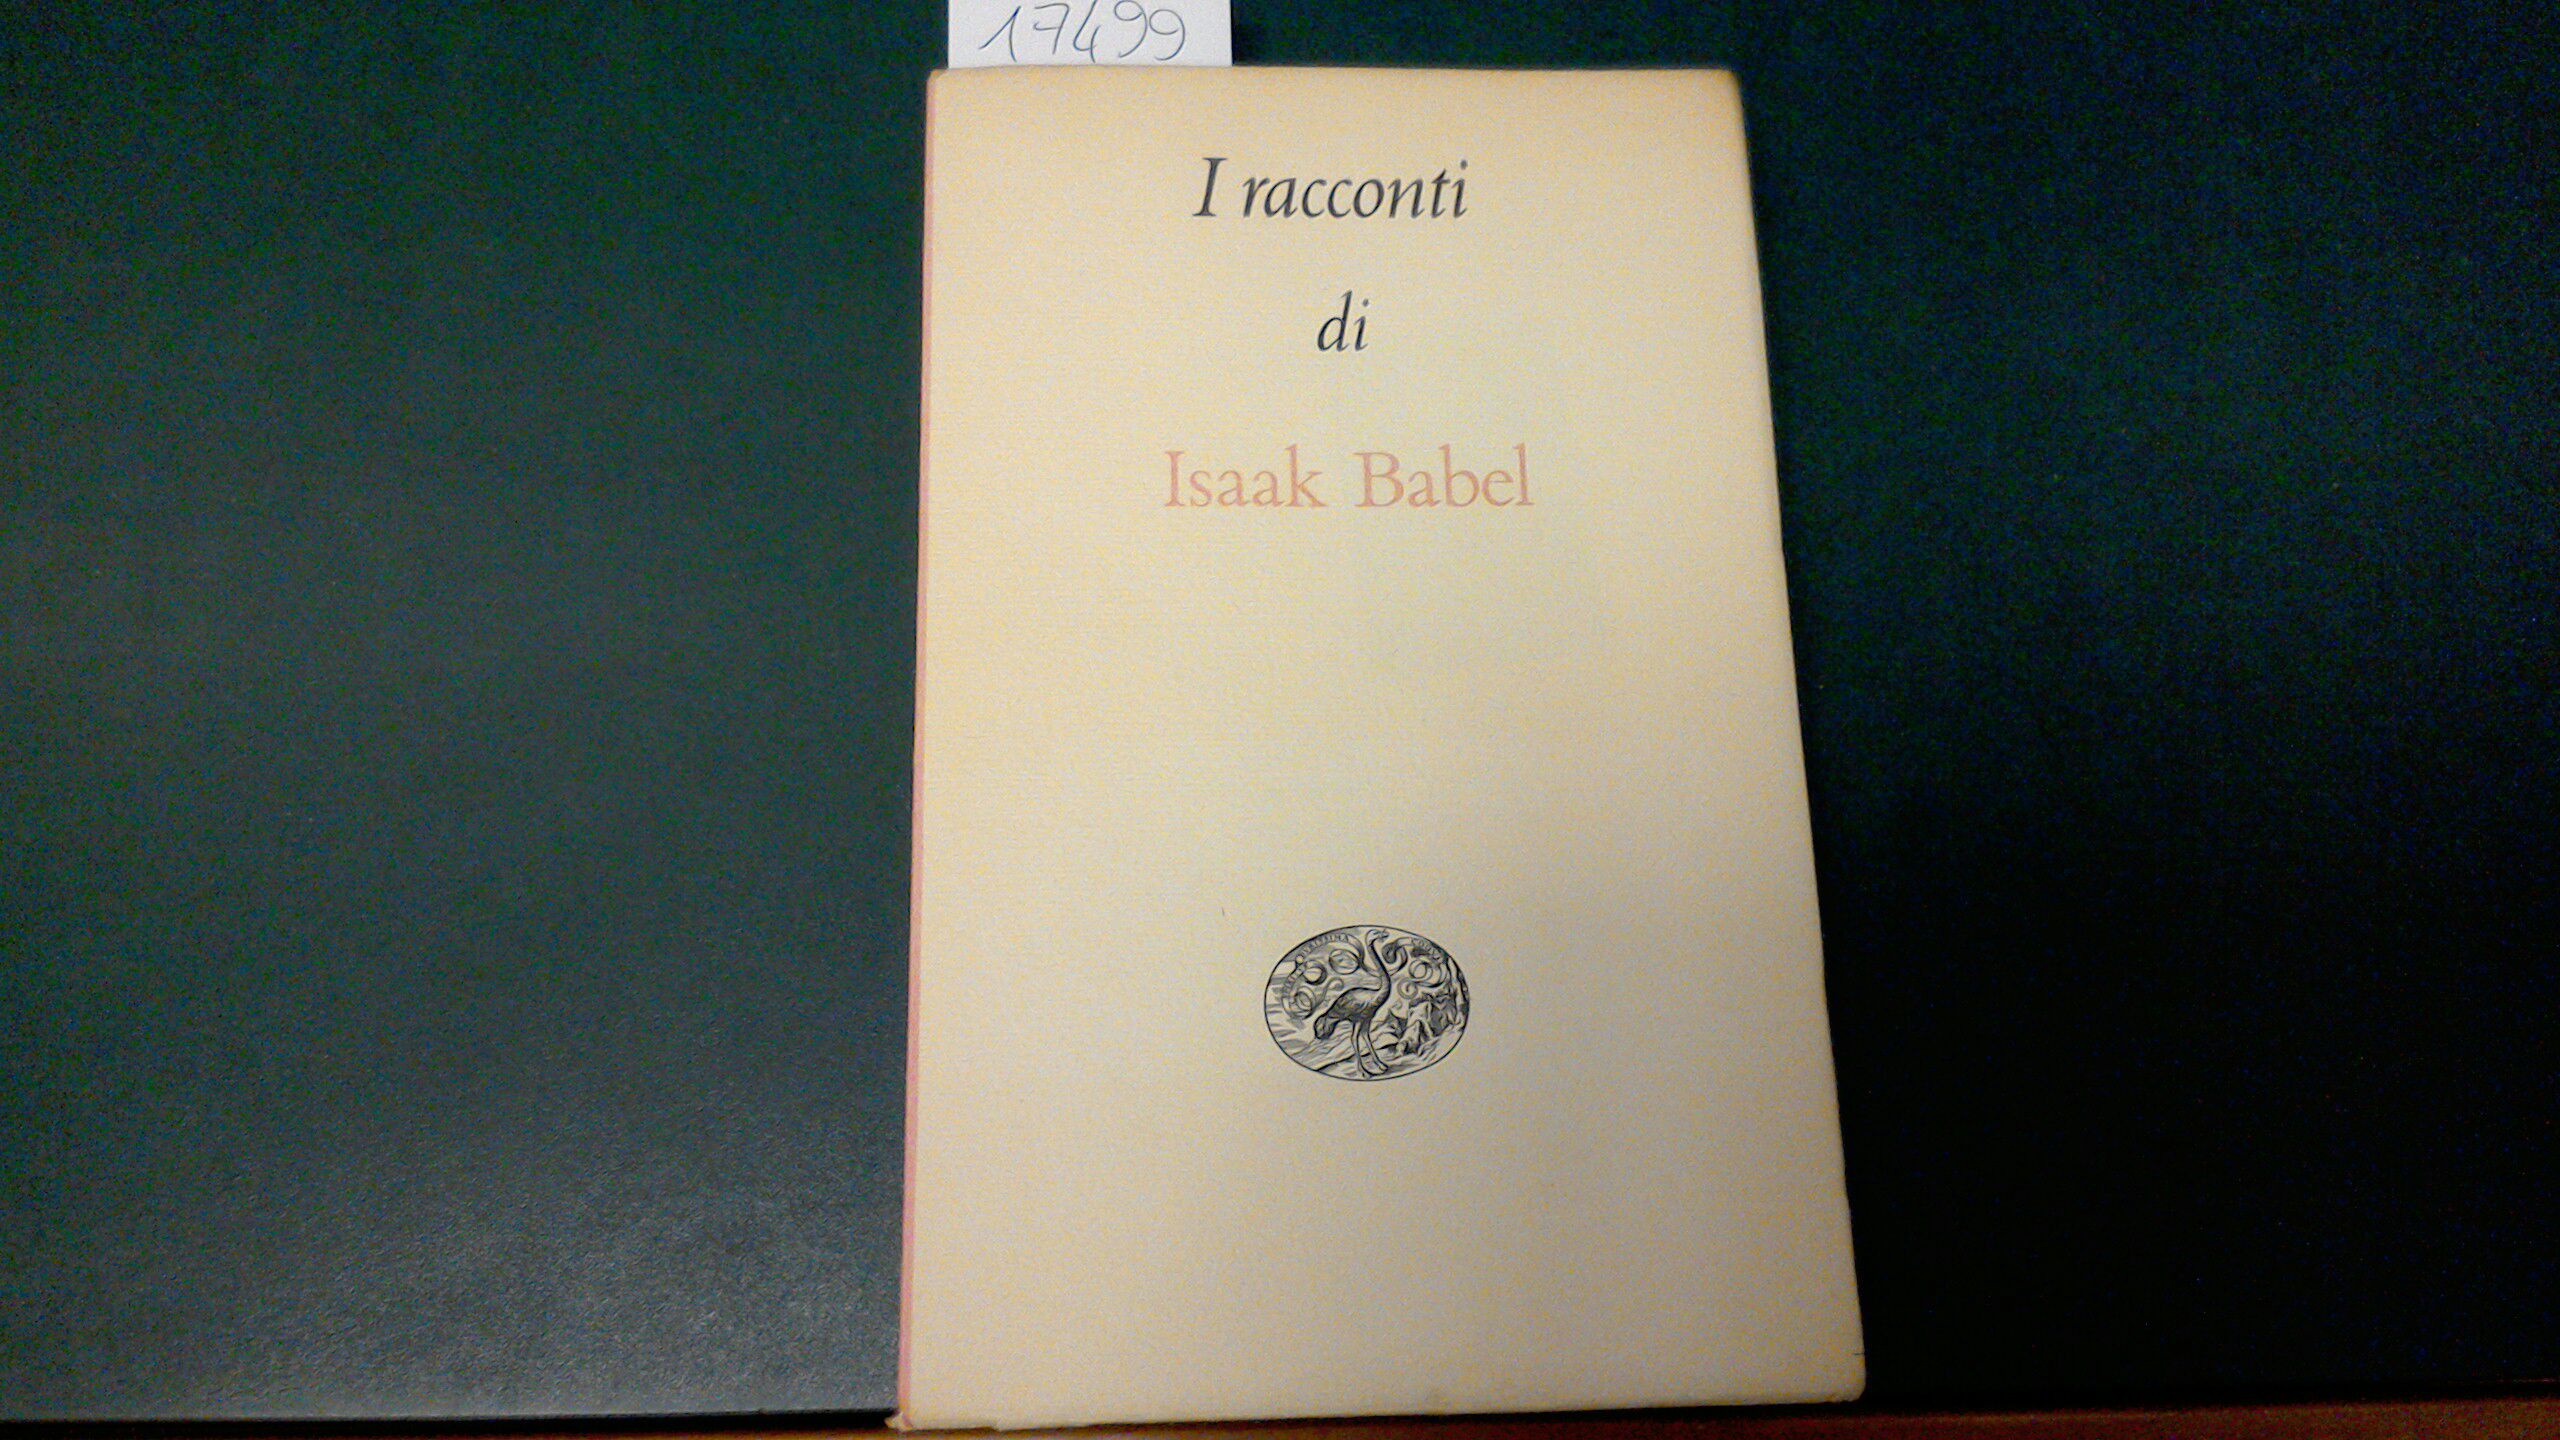 17499
I racconti
di
Isaak Babel